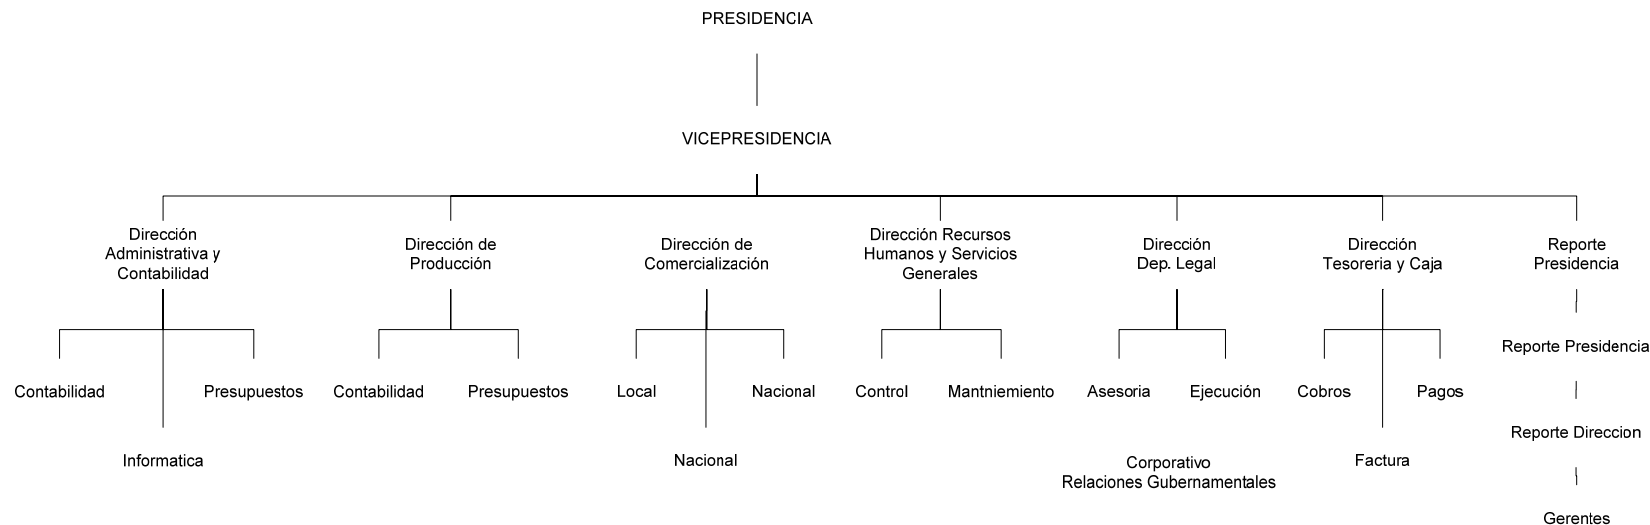 PRESIDENCIA
VICEPRESIDENCIA
Dirección
Administrativa y
Contabilidad
Dirección de
Producción
Dirección de
Comercialización
Dirección Recursos
Humanos y Servicios
Generales
Dirección
Dep. Legal
Dirección
Tesoreria y Caja
Reporte
Presidencia
Contabilidad
Presupuestos
Informatica
Contabilidad
Presupuestos
Local
Nacional
Nacional
Control
Mantniemiento
Asesoria
Ejecución
Corporativo
Relaciones Gubernamentales
Cobros
Pagos
Factura
Reporte Presidencia
Reporte Direccion
Gerentes